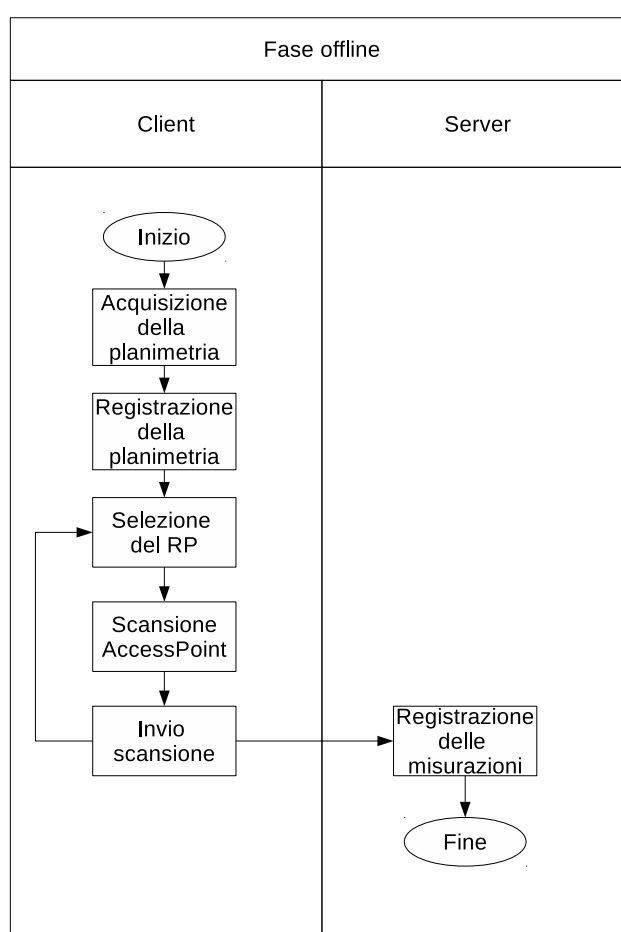 Fase offline
Client
Server
Inizio
Acquisizione
della
planimetria
Registrazione
della
planimetria
Selezione
del RP
Scansione
AccessPoint
Invio
scansione
Registrazione
delle
misurazioni
Fine